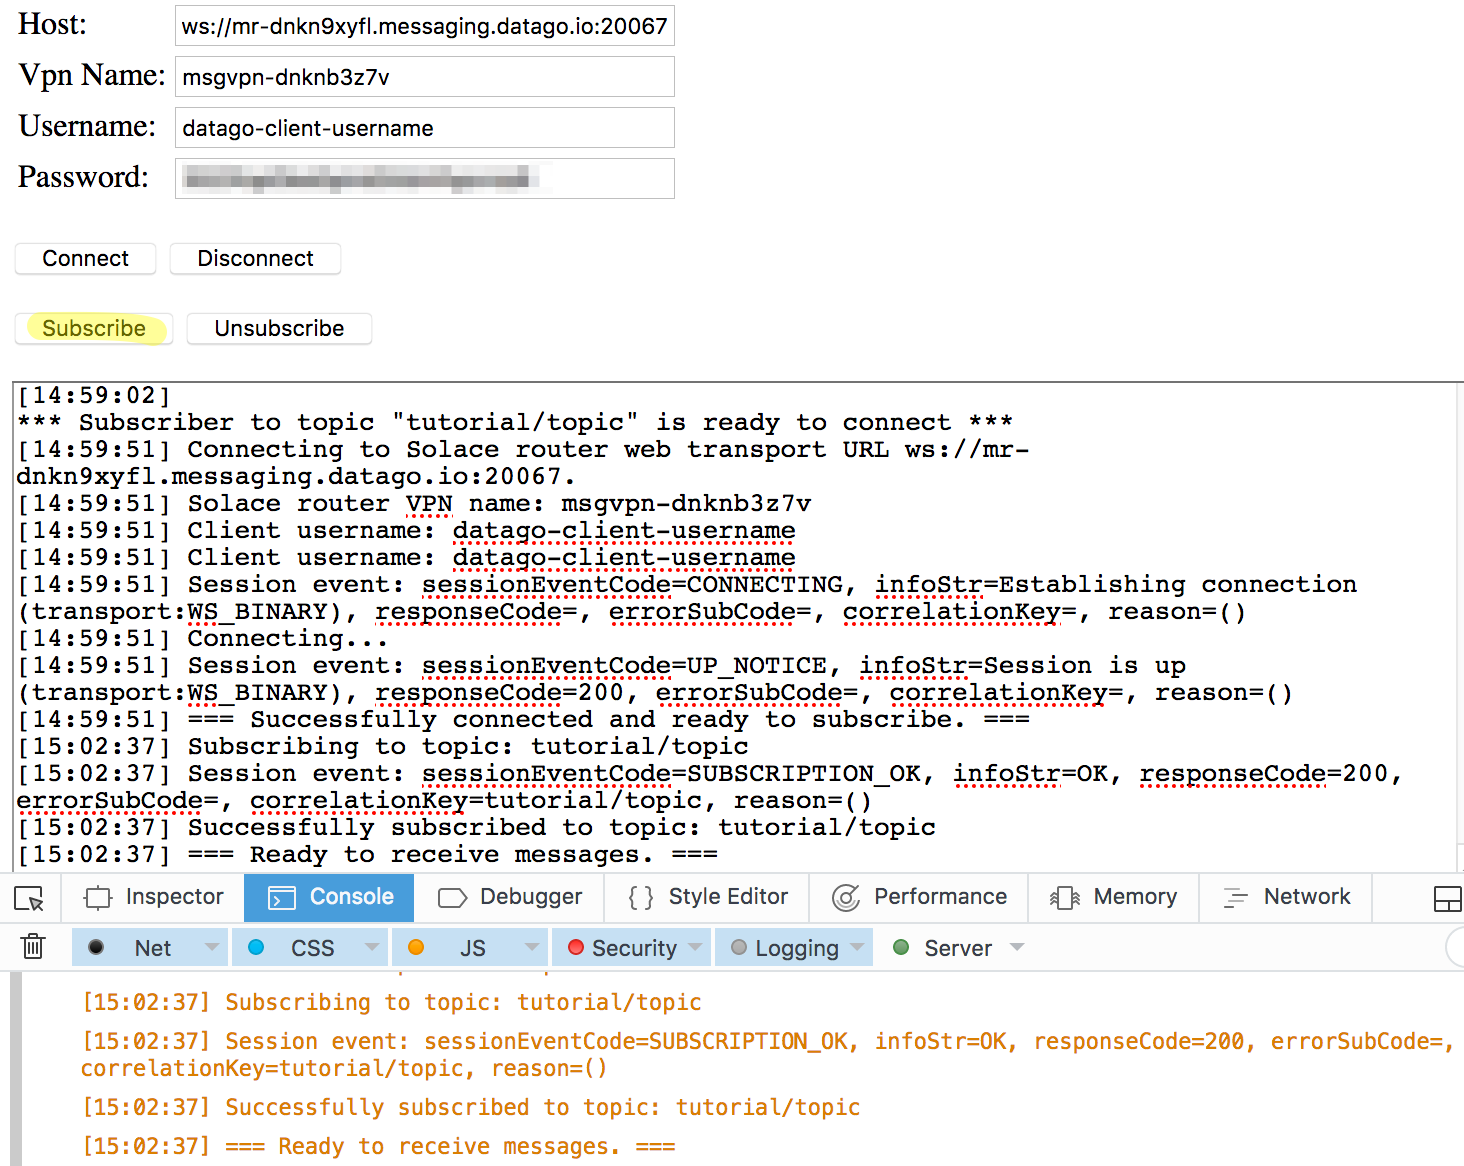 Host: ws://mr-dnkn9xyfl.messaging.datago.io:20067
Vpn Name: msgvpn-dnknb3z7v
Username: datago-client-username
Password:
Connect Disconnect
Subscribe Unsubscribe
[14:59:02]
*** Subscriber to topic "tutorial/topic" is ready to connect ***
[14:59:51] Connecting to Solace router web transport URL ws://mr-
dnkn9xyfl.messaging.datago.io:20067.
[14:59:51] Solace router VPN name: msgvpn-dnknb3z7v
[14:59:51] Client username: datago-client-username
[14:59:51] Client username: datago-client-username
[14:59:51] Session event: sessionEventCode=CONNECTING, infoStr=Establishing connection
(transport:WS_BINARY), responseCode=, errorSubCode=, correlationKey=, reason=()
[14:59:51] Connecting...
[14:59:51] Session event: sessionEventCode=UP_NOTICE, infoStr=Session is up
(transport:WS_BINARY), responseCode=200, errorSubCode=, correlationKey=, reason=()
[14:59:51] === Successfully connected and ready to subscribe. ===
[15:02:37] Subscribing to topic: tutorial/topic
[15:02:37] Session event: sessionEventCode=SUBSCRIPTION_OK, infoStr=OK, responseCode=200,
errorSubCode=, correlationKey=tutorial/topic, reason=()
[15:02:37] Successfully subscribed to topic: tutorial/topic
[15:02:37] === Ready to receive messages. ===
Inspector Console Debugger { } Style Editor Performance Memory Network
Net CSS JS Security Logging Server
[15:02:37] Subscribing to topic: tutorial/topic
[15:02:37] Session event: sessionEventCode=SUBSCRIPTION_OK, infoStr=OK, responseCode=200, errorSubCode=,
correlationKey=tutorial/topic, reason=()
[15:02:37] Successfully subscribed to topic: tutorial/topic
[15:02:37] === Ready to receive messages. ===